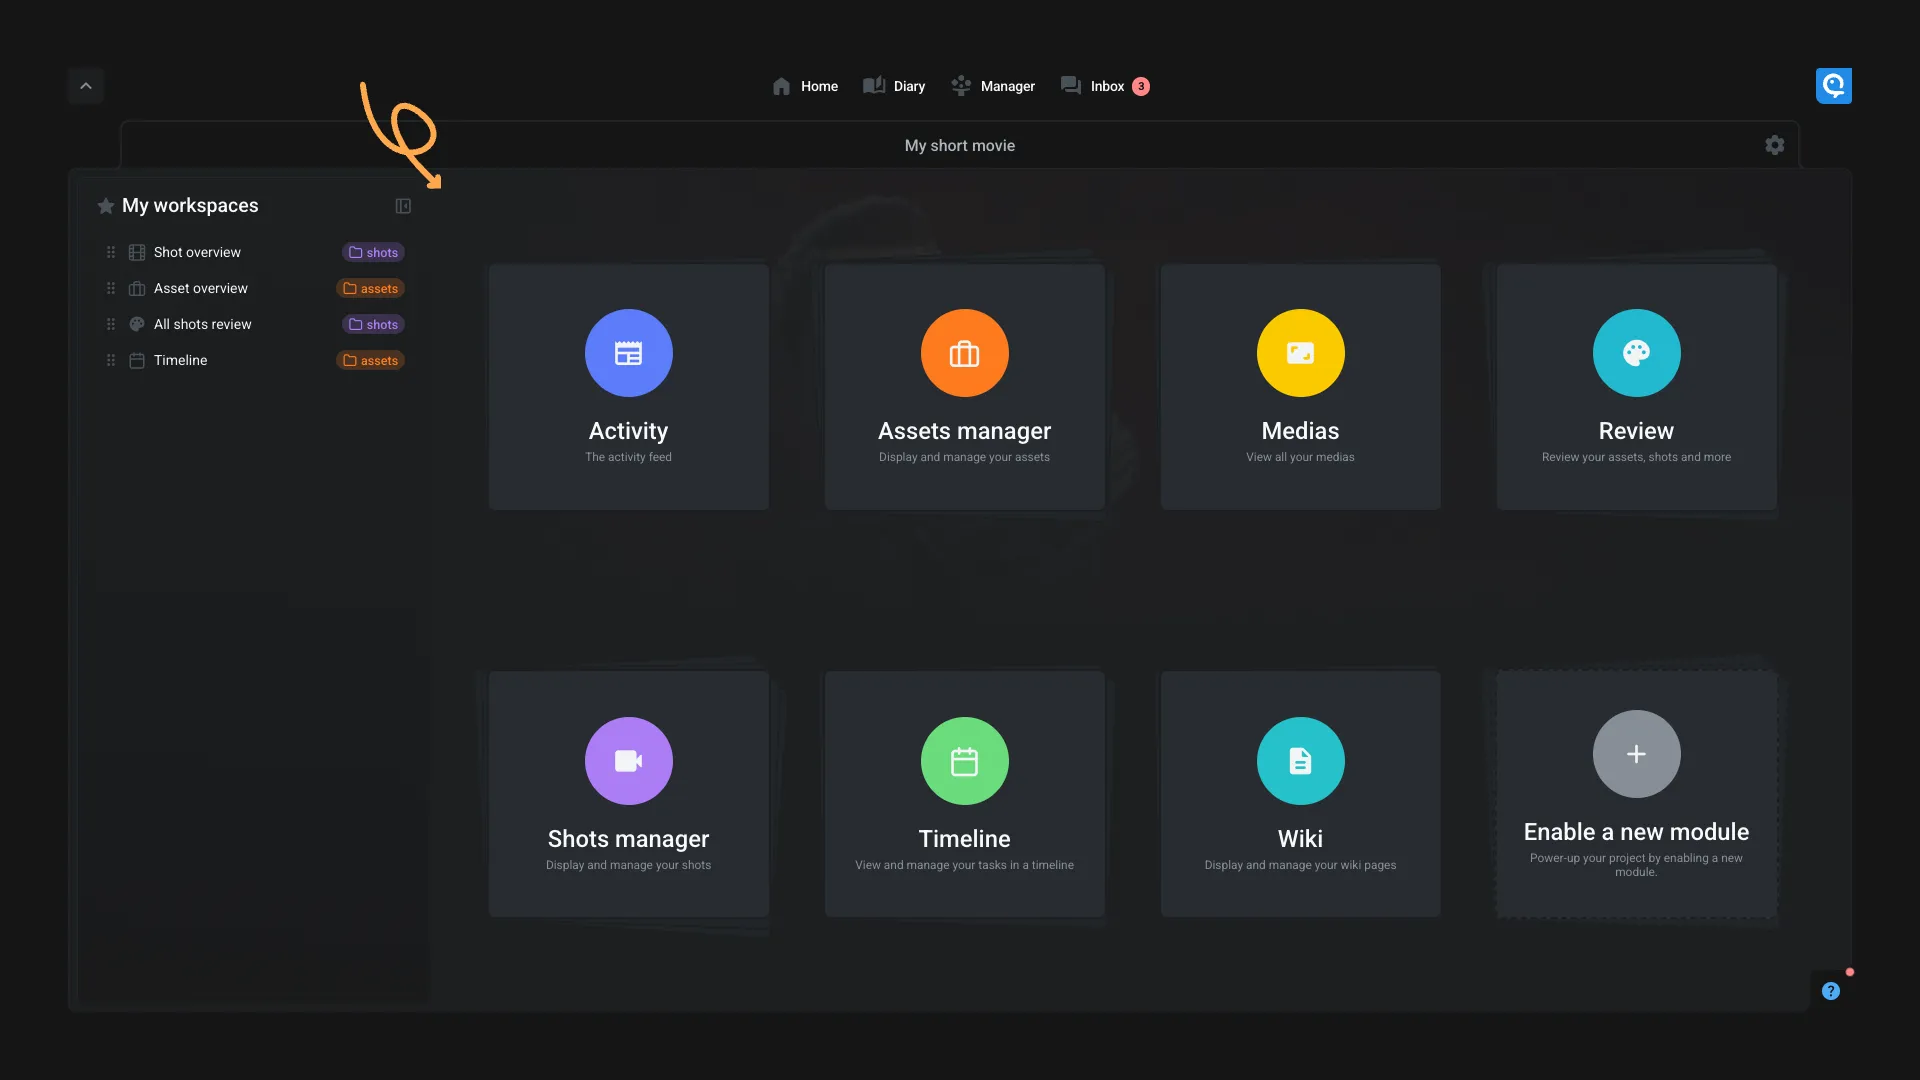 Home
Diary
Manager
Inbox 3
My short movie
My workspaces
Shot overview shots
Asset overview assets
All shots review shots
Timeline assets
Activity
The activity feed
Assets manager
Display and manage your assets
Medias
View all your medias
Review
Review your assets, shots and more
Shots manager
Display and manage your shots
Timeline
View and manage your tasks in a timeline
Wiki
Display and manage your wiki pages
Enable a new module
Power-up your project by enabling a new
module.
?